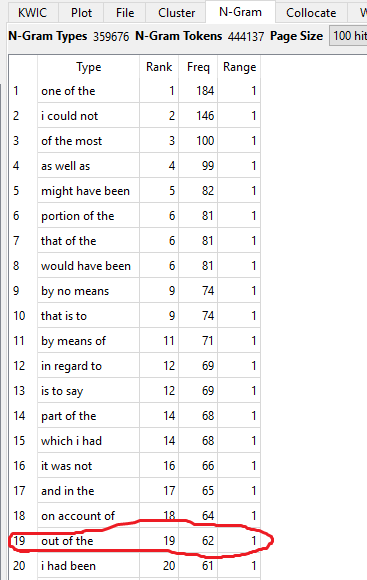 KWIC Plot File Cluster N-Gram Collocate W
N-Gram Types 359676 N-Gram Tokens 444137 Page Size 100 hit
Type Rank Freq Range
1 one of the 1 184 1
2 i could not 2 146 1
3 of the most 3 100 1
4 as well as 4 99 1
5 might have been 5 82 1
6 portion of the 6 81 1
7 that of the 6 81 1
8 would have been 6 81 1
9 by no means 9 74 1
10 that is to 9 74 1
11 by means of 11 71 1
12 in regard to 12 69 1
13 is to say 12 69 1
14 part of the 14 68 1
15 which i had 14 68 1
16 it was not 16 66 1
17 and in the 17 65 1
18 on account of 18 64 1
19 out of the 19 62 1
20 i had been 20 61 1